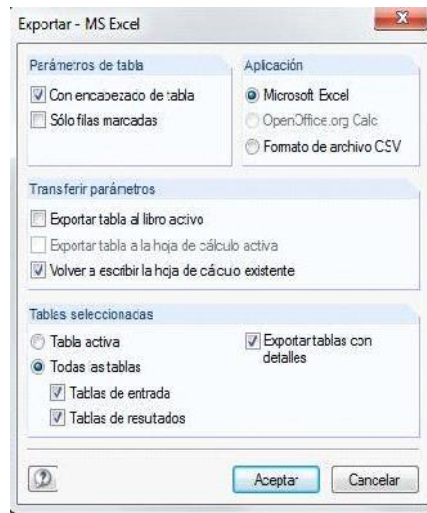 Exportar - MS Excel
Parámetros de tabla
Con encabezado de tabla
Sólo filas marcadas
Aplicación
Microsoft Excel
OpenOffice.org Calc
Formato de archivo CSV
Transferir parámetros
Exportar tabla al libro activo
Exportar tabla a la hoja de cálculo activa
Volver a escribir la hoja de cácuo existente
Tablas seleccionadas
Tabla activa
Todas as tablas
Tablas de entrada
Tablas de resutados
Exportar tablas con
detalles
Aceptar
Cancelar